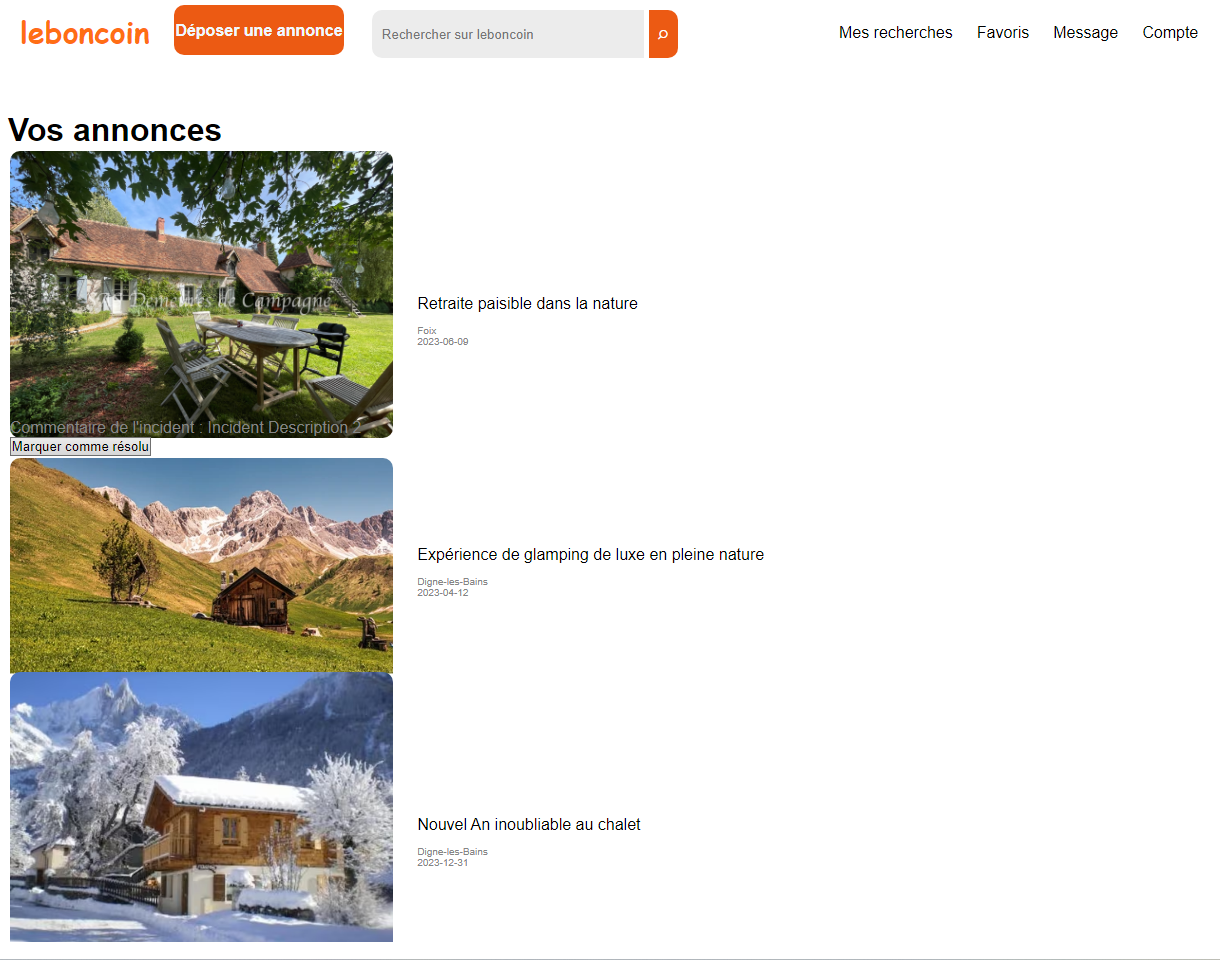 leboncoin
Déposer une annonce
Rechercher sur leboncoin
Mes recherches Favoris Message Compte
Vos annonces
Demeures de Campagne
Retraite paisible dans la nature
Foix
2023-06-09
Commentaire de l'incident : Incident Description 2
Marquer comme résolu
Expérience de glamping de luxe en pleine nature
Digne-les-Bains
2023-04-12
Nouvel An inoubliable au chalet
Digne-les-Bains
2023-12-31